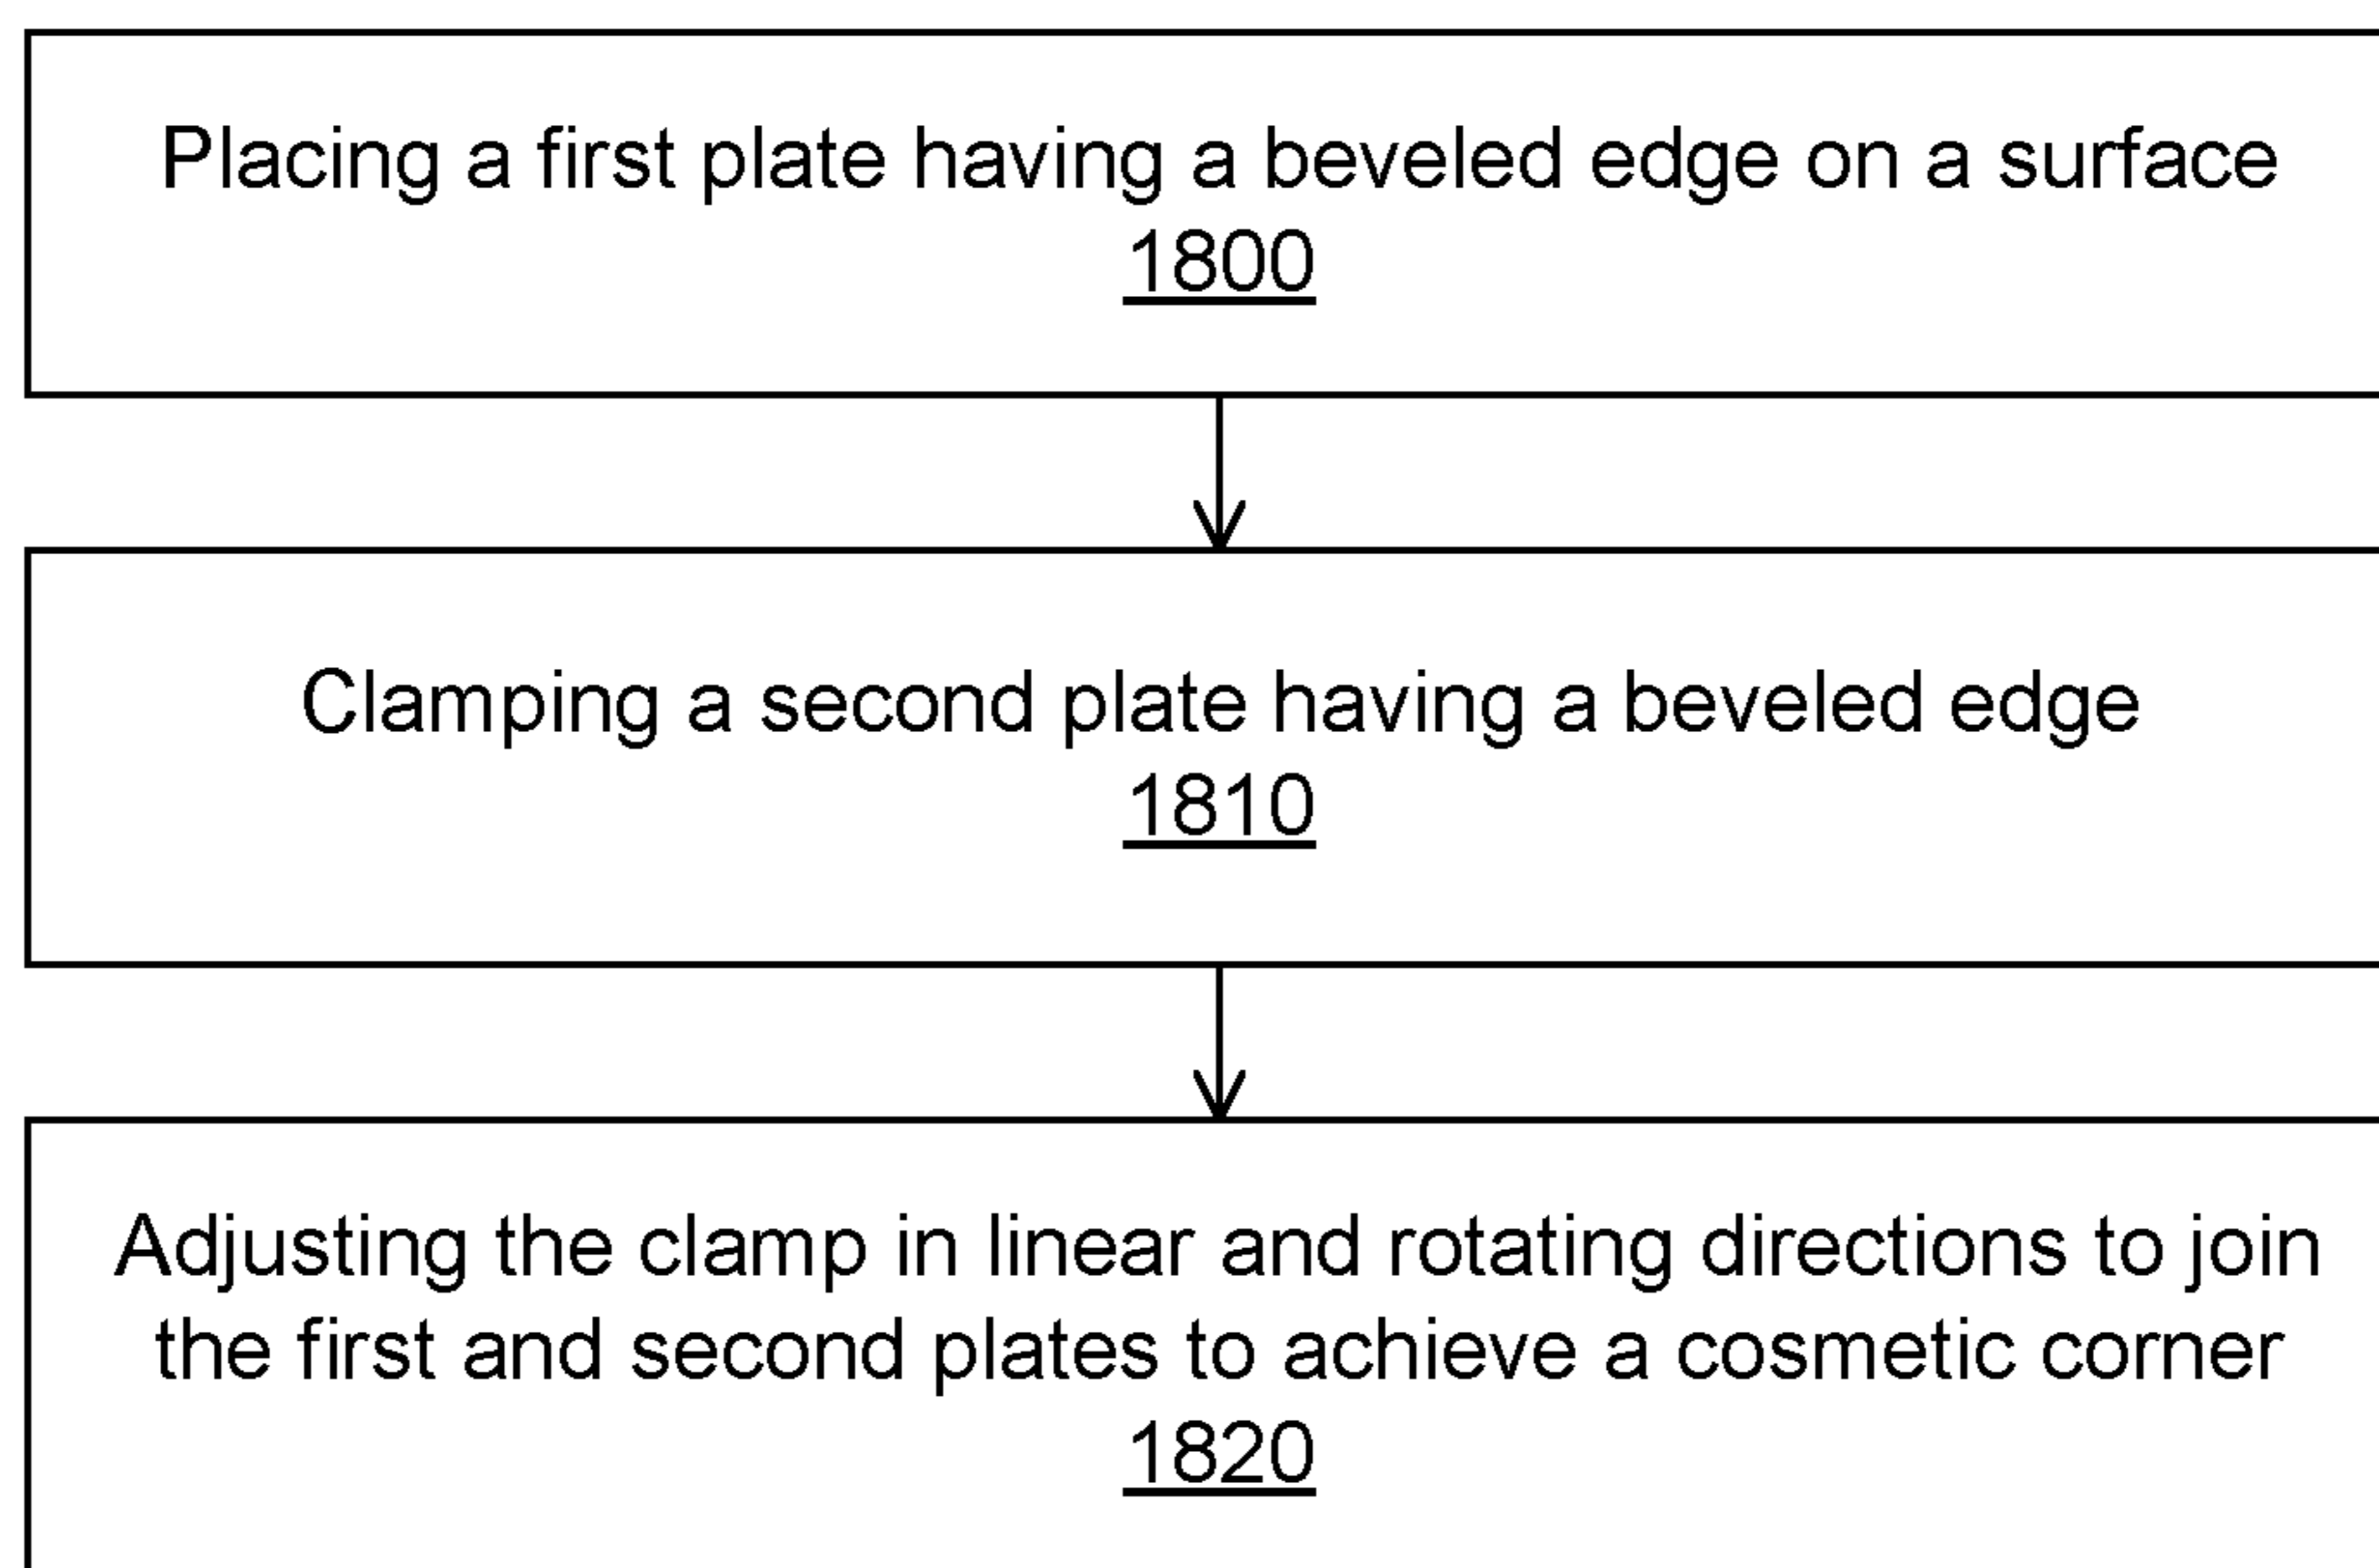 Placing a first plate having a beveled edge on a surface
1800
Clamping a second plate having a beveled edge
1810
Adjusting the clamp in linear and rotating directions to join
the first and second plates to achieve a cosmetic corner
1820